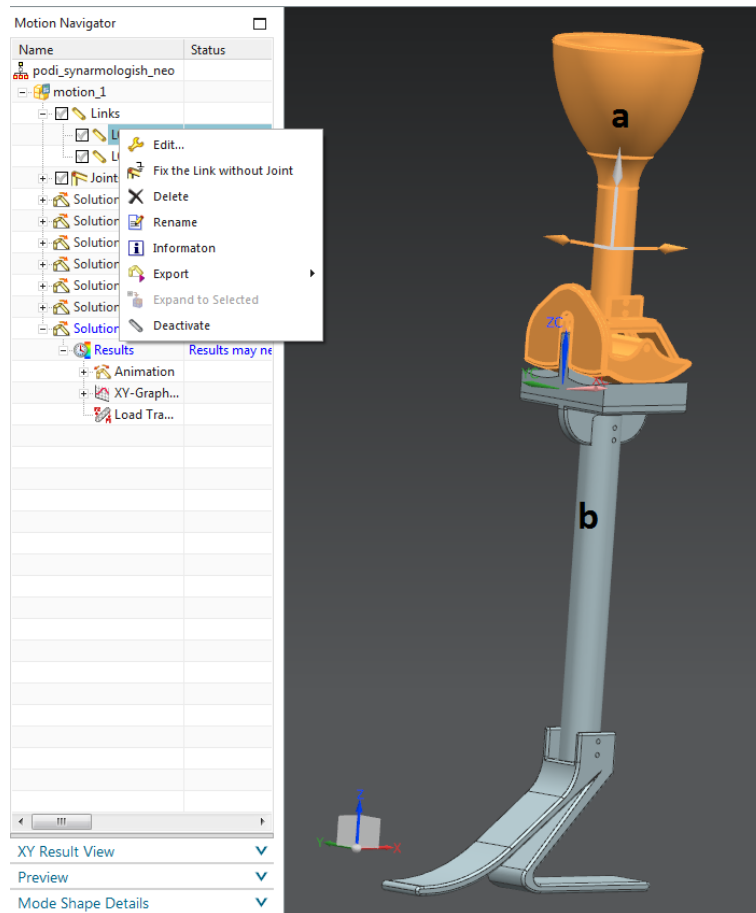 Motion Navigator
Name Status
podi_synarmologish_neo
motion_1
Links
Edit...
Fix the Link without Joint
Delete
Joint
Rename
Solution
Solution
Informaton
Solution
Export
Solution
Expand to Selected
Solution
Deactivate
Solution
Solution
Results Results may ne
Animation
XY-Graph...
Load Tra...
XY Result View
Preview
Mode Shape Details
a
ZC
b
Z
Y X